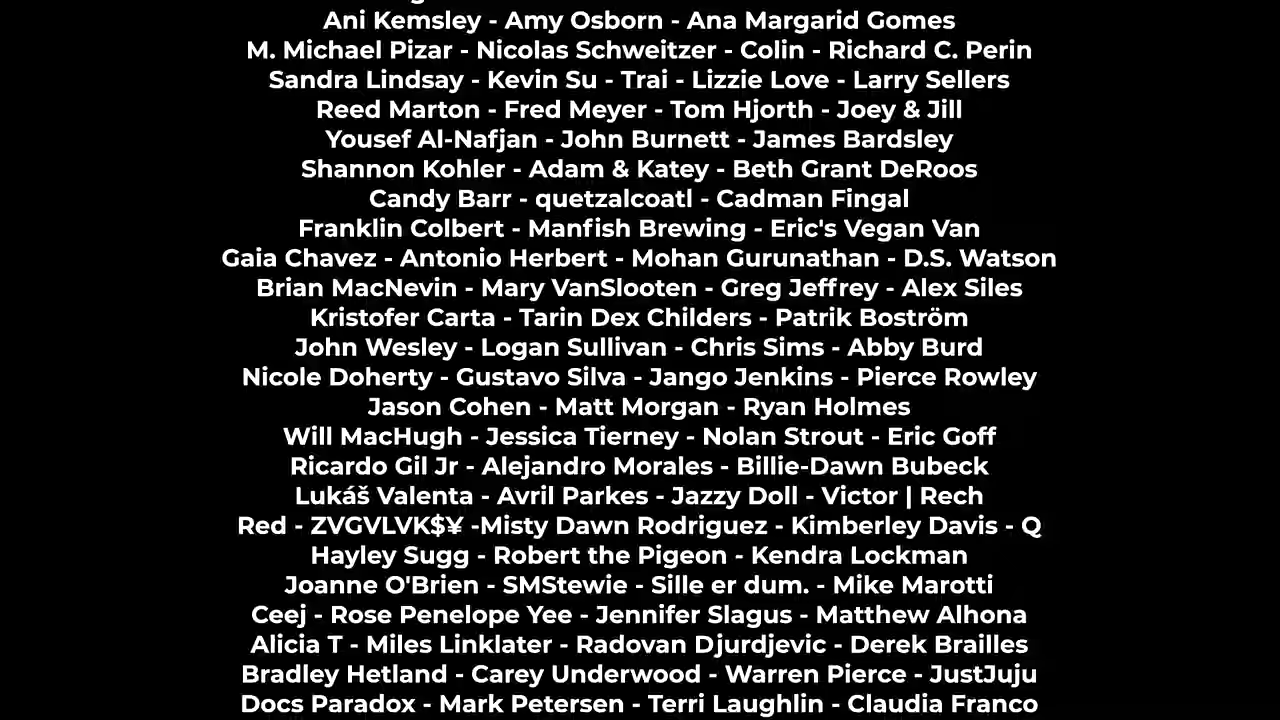 Ani Kemsley - Amy Osborn - Ana Margarid Gomes
M. Michael Pizar - Nicolas Schweitzer - Colin - Richard C. Perin
Sandra Lindsay - Kevin Su - Trai - Lizzie Love - Larry Sellers
Reed Marton - Fred Meyer - Tom Hjorth - Joey & Jill
Yousef Al-Nafjan - John Burnett - James Bardsley
Shannon Kohler - Adam & Katey - Beth Grant DeRoos
Candy Barr - quetzalcoatl - Cadman Fingal
Franklin Colbert - Manfish Brewing - Eric's Vegan Van
Gaia Chavez - Antonio Herbert - Mohan Gurunathan - D.S. Watson
Brian MacNevin - Mary VanSlooten - Greg Jeffrey - Alex Siles
Kristofer Carta - Tarin Dex Childers - Patrik Boström
John Wesley - Logan Sullivan - Chris Sims - Abby Burd
Nicole Doherty - Gustavo Silva - Jango Jenkins - Pierce Rowley
Jason Cohen - Matt Morgan - Ryan Holmes
Will MacHugh - Jessica Tierney - Nolan Strout - Eric Goff
Ricardo Gil Jr - Alejandro Morales - Billie-Dawn Bubeck
Lukáš Valenta - Avril Parkes - Jazzy Doll - Victor | Rech
Red - ZVGVLVK$¥ -Misty Dawn Rodriguez - Kimberley Davis - Q
Hayley Sugg - Robert the Pigeon - Kendra Lockman
Joanne O'Brien - SMStewie - Sille er dum. - Mike Marotti
Ceej - Rose Penelope Yee - Jennifer Slagus - Matthew Alhona
Alicia T - Miles Linklater - Radovan Djurdjevic - Derek Brailles
Bradley Hetland - Carey Underwood - Warren Pierce - JustJuju
Docs Paradox - Mark Petersen - Terri Laughlin - Claudia Franco